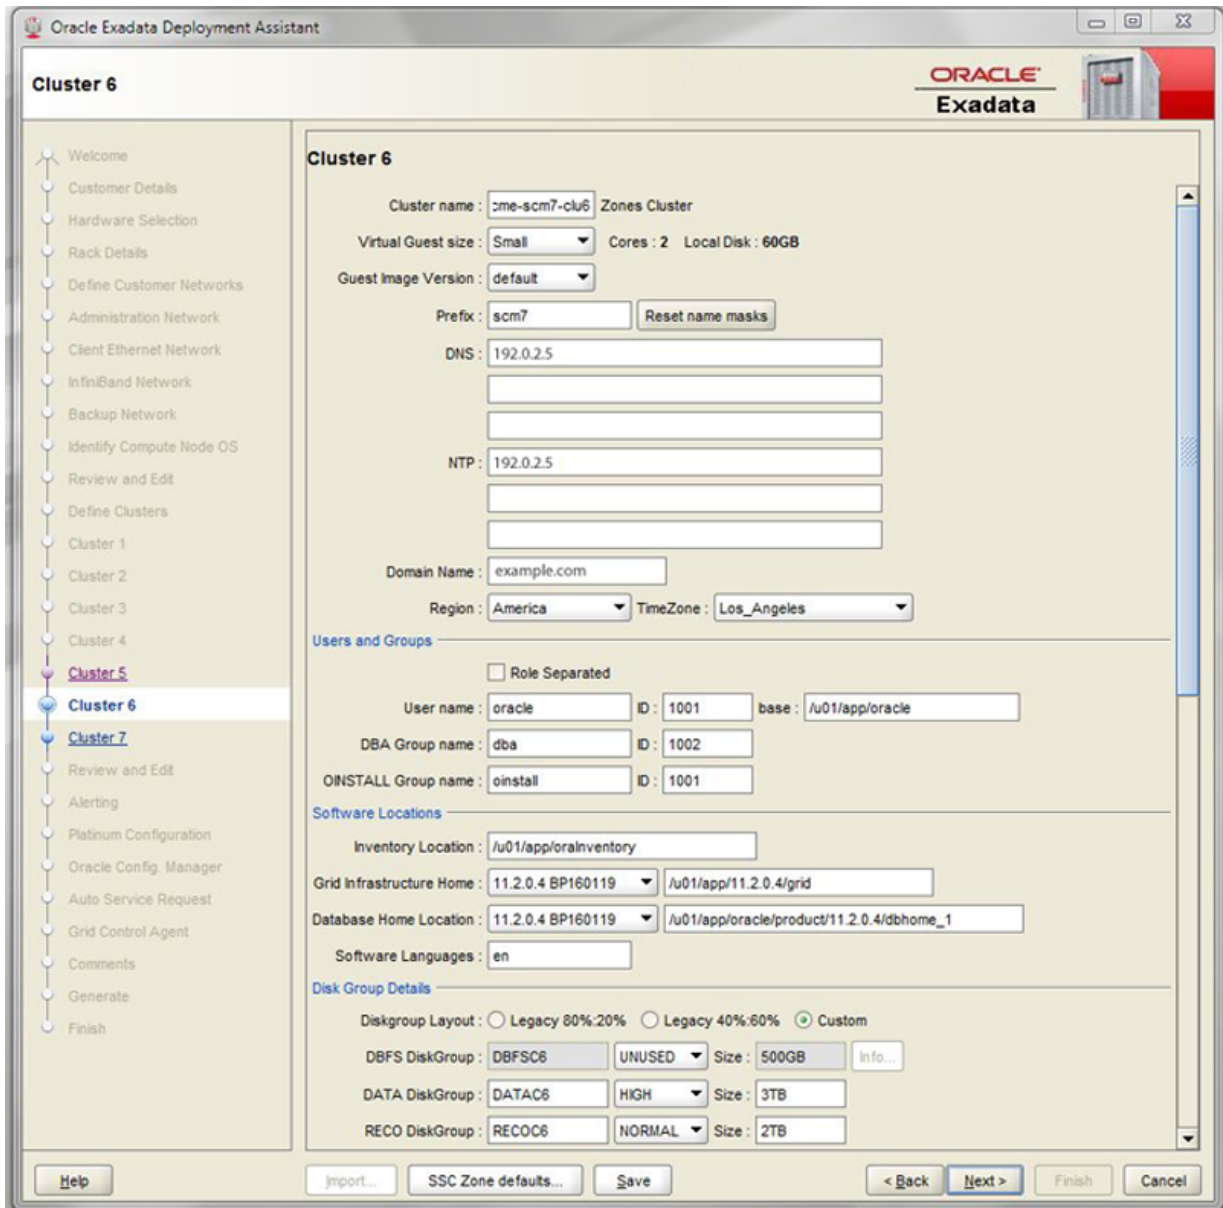 Oracle Exadata Deployment Assistant
Cluster 6
ORACLE
Exadata
Welcome
Customer Details
Hardware Selection
Rack Details
Define Customer Networks
Administration Network
Client Ethernet Network
InfiniBand Network
Backup Network
Identify Compute Node OS
Review and Edit
Define Clusters
Cluster 1
Cluster 2
Cluster 3
Cluster 4
Cluster 5
Cluster 6
Cluster 7
Review and Edit
Alerting
Platinum Configuration
Oracle Config. Manager
Auto Service Request
Grid Control Agent
Comments
Generate
Finish
Cluster 6
Cluster name : cme-scm7-clu6 Zones Cluster
Virtual Guest size : Small Cores : 2 Local Disk : 60GB
Guest Image Version : default
Prefix : scm7 Reset name masks
DNS : 192.0.2.5
NTP : 192.0.2.5
Domain Name : example.com
Region : America TimeZone : Los_Angeles
Users and Groups
Role Separated
User name : oracle ID : 1001 base : /u01/app/oracle
DBA Group name : dba ID : 1002
OINSTALL Group name : oinstall ID : 1001
Software Locations
Inventory Location : /u01/app/oraInventory
Grid Infrastructure Home : 11.2.0.4 BP160119 /u01/app/11.2.0.4/grid
Database Home Location : 11.2.0.4 BP160119 /u01/app/oracle/product/11.2.0.4/dbhome_1
Software Languages : en
Disk Group Details
Diskgroup Layout : Legacy 80%:20% Legacy 40%:60% Custom
DBFS DiskGroup : DBFSC6 UNUSED Size : 500GB Info...
DATA DiskGroup : DATAC6 HIGH Size : 3TB
RECO DiskGroup : RECOC6 NORMAL Size : 2TB
Help Import... SSC Zone defaults... Save < Back Next > Finish Cancel